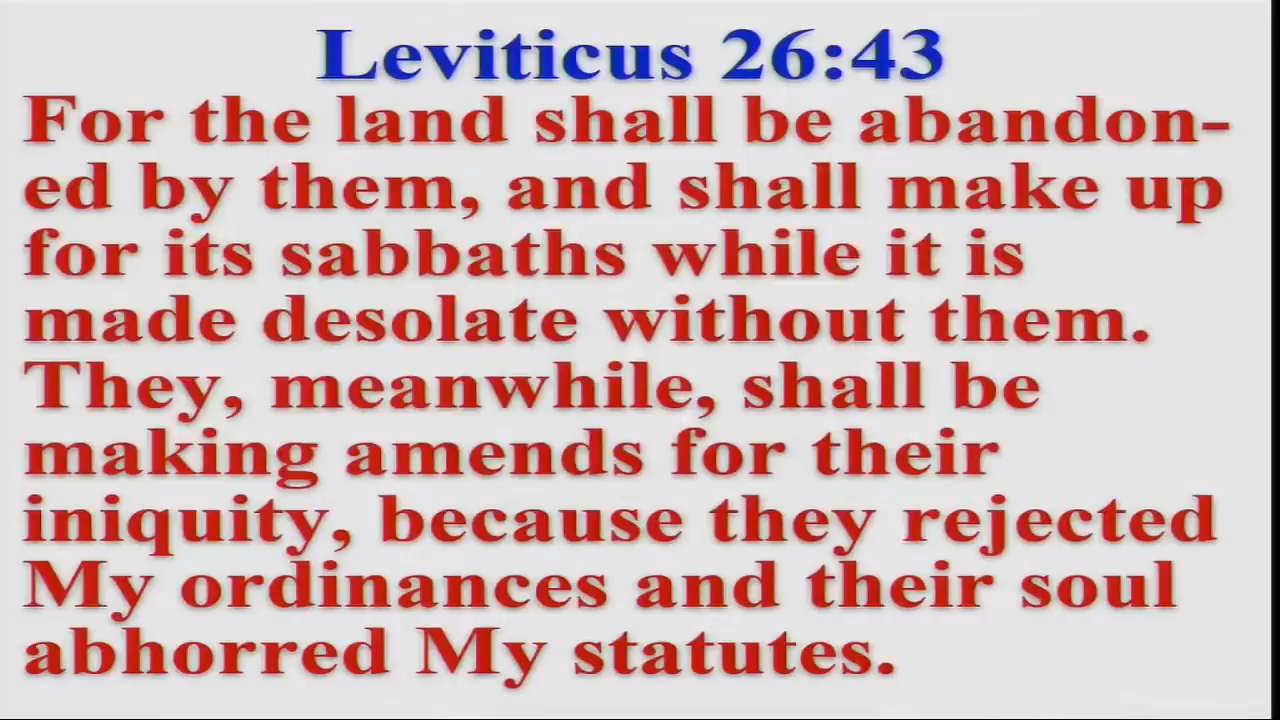 Leviticus 26:43
For the land shall be abandon-
ed by them, and shall make up
for its sabbaths while it is
made desolate without them.
They, meanwhile, shall be
making amends for their
iniquity, because they rejected
My ordinances and their soul
abhorred My statutes.